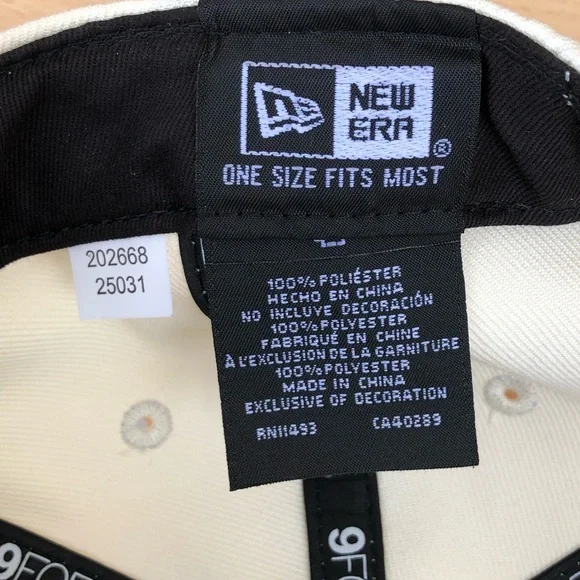 NEW
ERA
®
ONE SIZE FITS MOST
202668
25031
100% POLIÉSTER
HECHO EN CHINA
NO INCLUYE DECORACIÓN
100% POLYESTER
FABRIQUÉ EN CHINE
À L'EXCLUSION DE LA GARNITURE
100% POLYESTER
MADE IN CHINA
EXCLUSIVE OF DECORATION
RN11493 CA40289